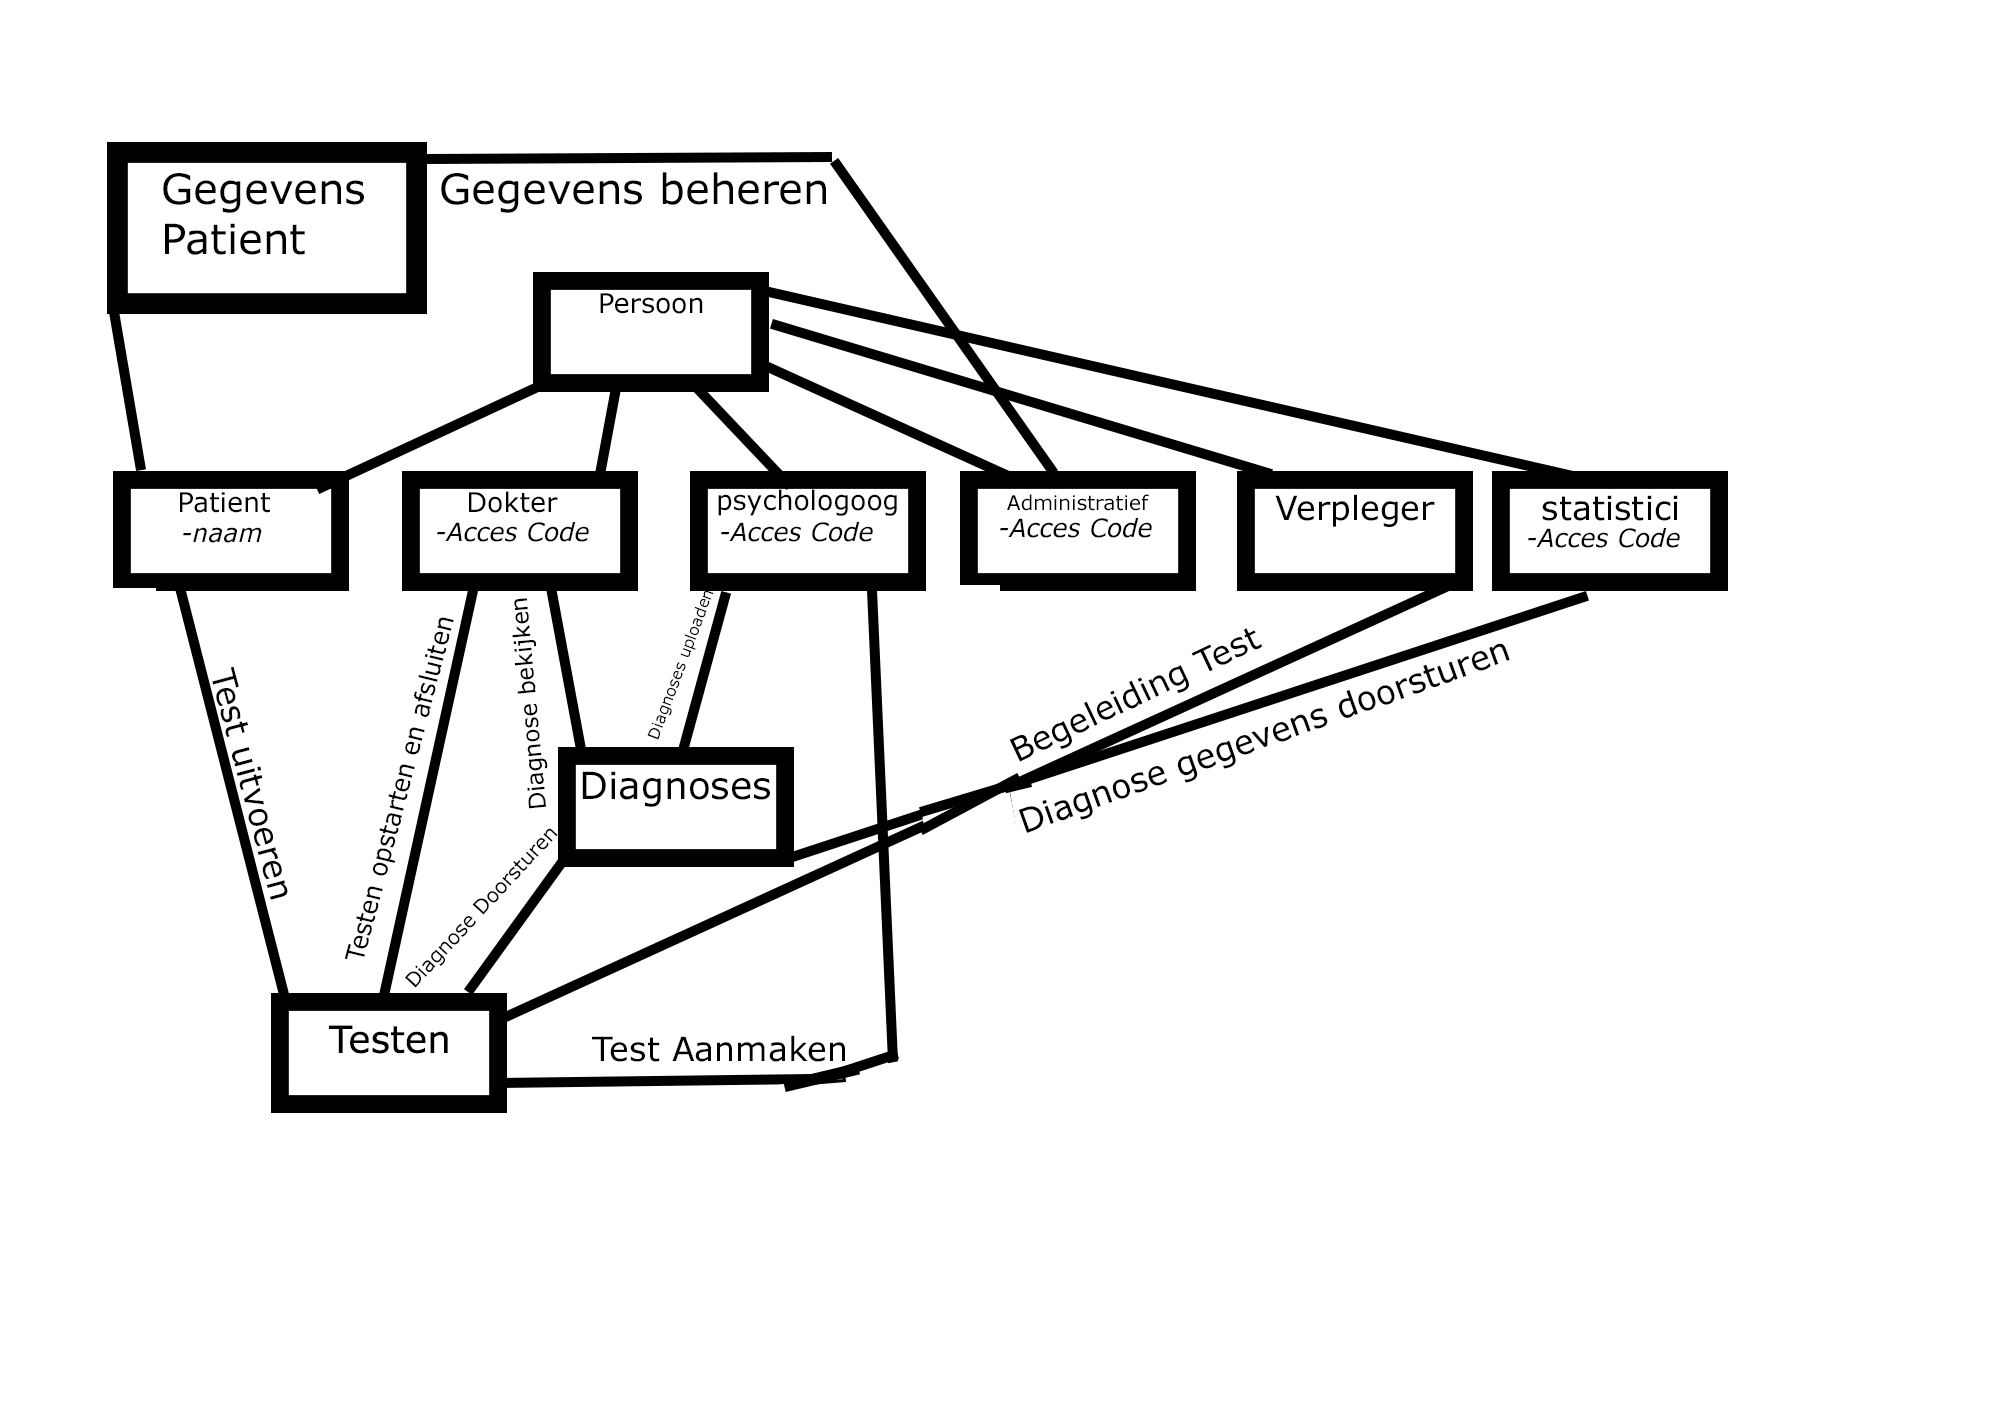 Gegevens
Patient
Gegevens beheren
Persoon
Patient
-naam
Dokter
-Acces Code
psychologoog
-Acces Code
Administratief
-Acces Code
Verpleger
statistici
-Acces Code
Test uitvoeren
Testen opstarten en afsluiten
Diagnose bekijken
Diagnoses uploaden
Begeleiding Test
Diagnose gegevens doorsturen
Diagnoses
Diagnose Doorsturen
Testen
Test Aanmaken